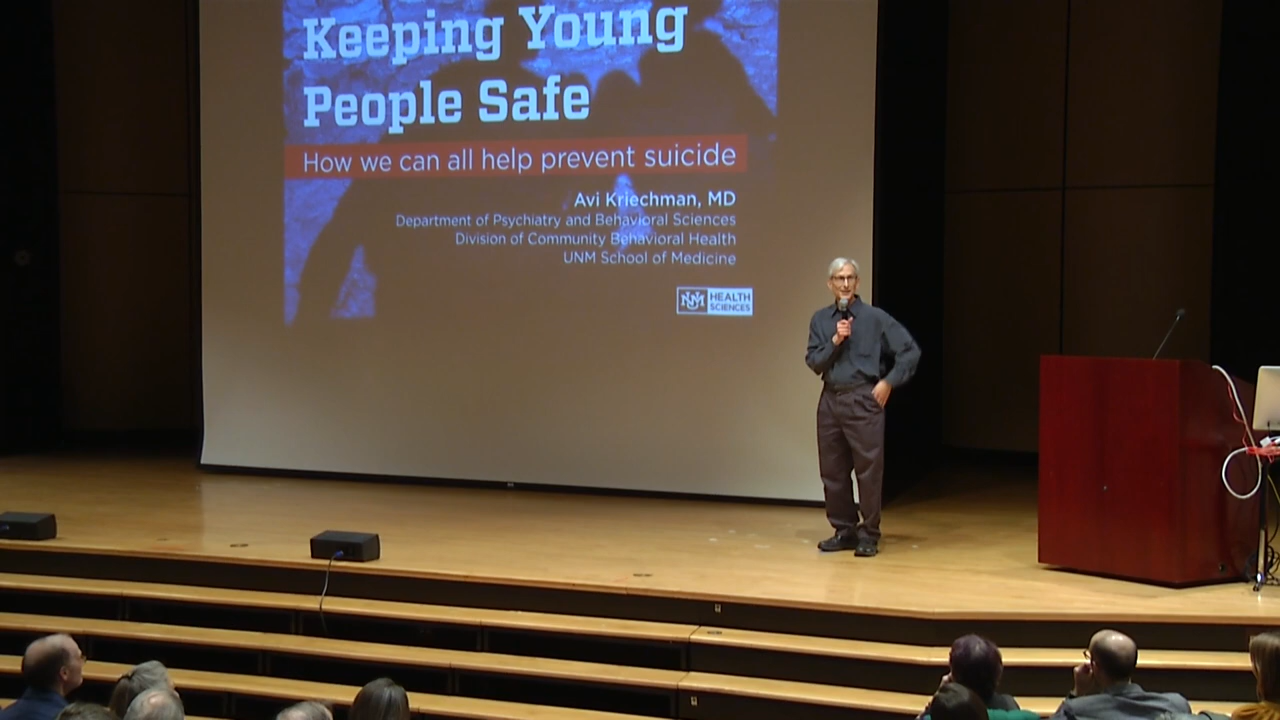 Keeping Young
People Safe
How we can all help prevent suicide
Avi Kriechman, MD
Department of Psychiatry and Behavioral Sciences
Division of Community Behavioral Health
UNM School of Medicine
UNM HEALTH
SCIENCES